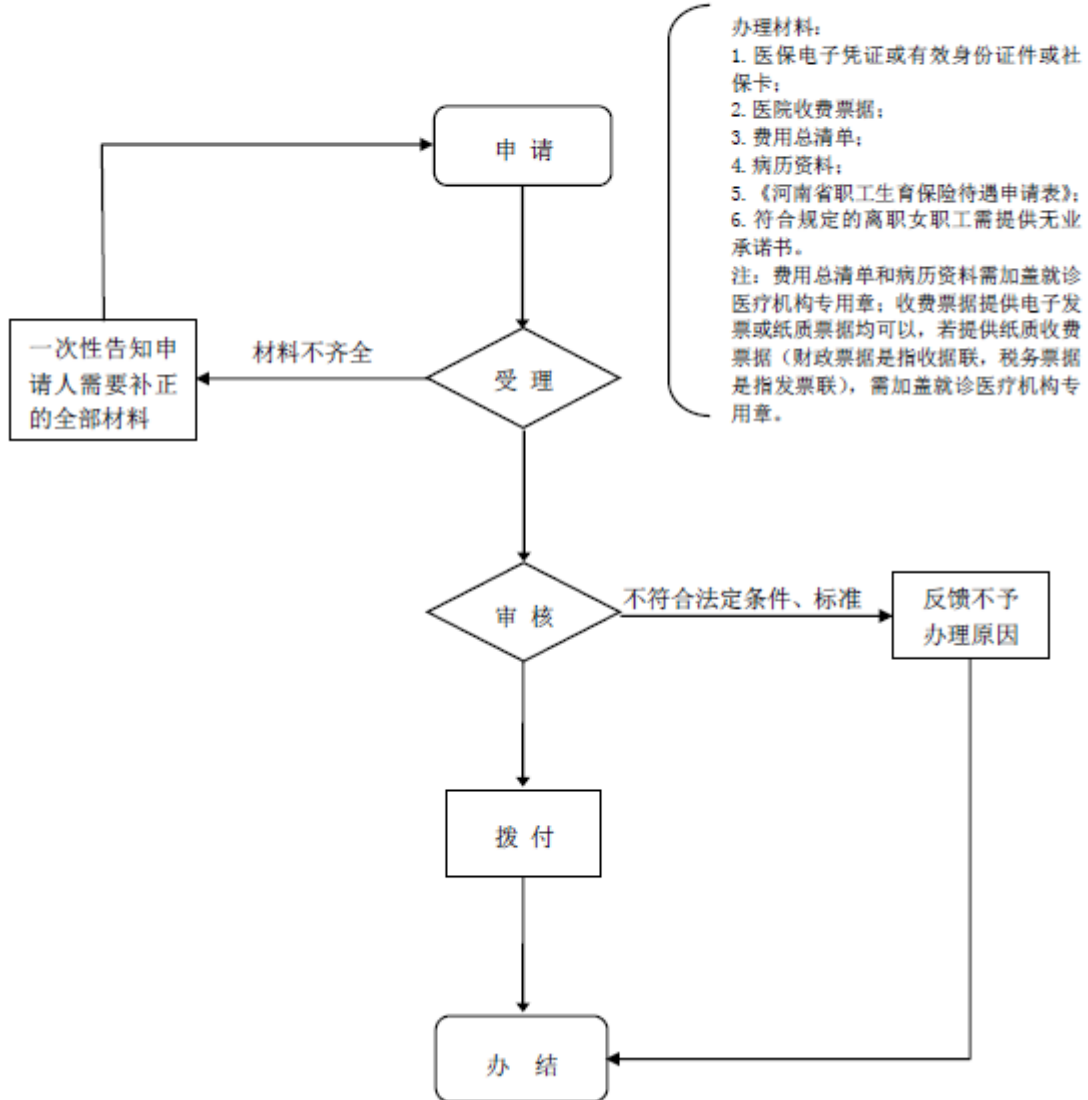 办理材料：
1. 医保电子凭证或有效身份证件或社
保卡；
2. 医院收费票据；
3. 费用总清单；
4. 病历资料；
5. 《河南省职工生育保险待遇申请表》；
6. 符合规定的离职女职工需提供无业
承诺书。
注：费用总清单和病历资料需加盖就诊
医疗机构专用章；收费票据提供电子发
票或纸质票据均可以，若提供纸质收费
票据（财政票据是指收据联，税务票据
是指发票联），需加盖就诊医疗机构专
用章。
申 请
一次性告知申
请人需要补正
的全部材料
材料不齐全
受 理
审 核
不符合法定条件、标准
反馈不予
办理原因
拨 付
办 结